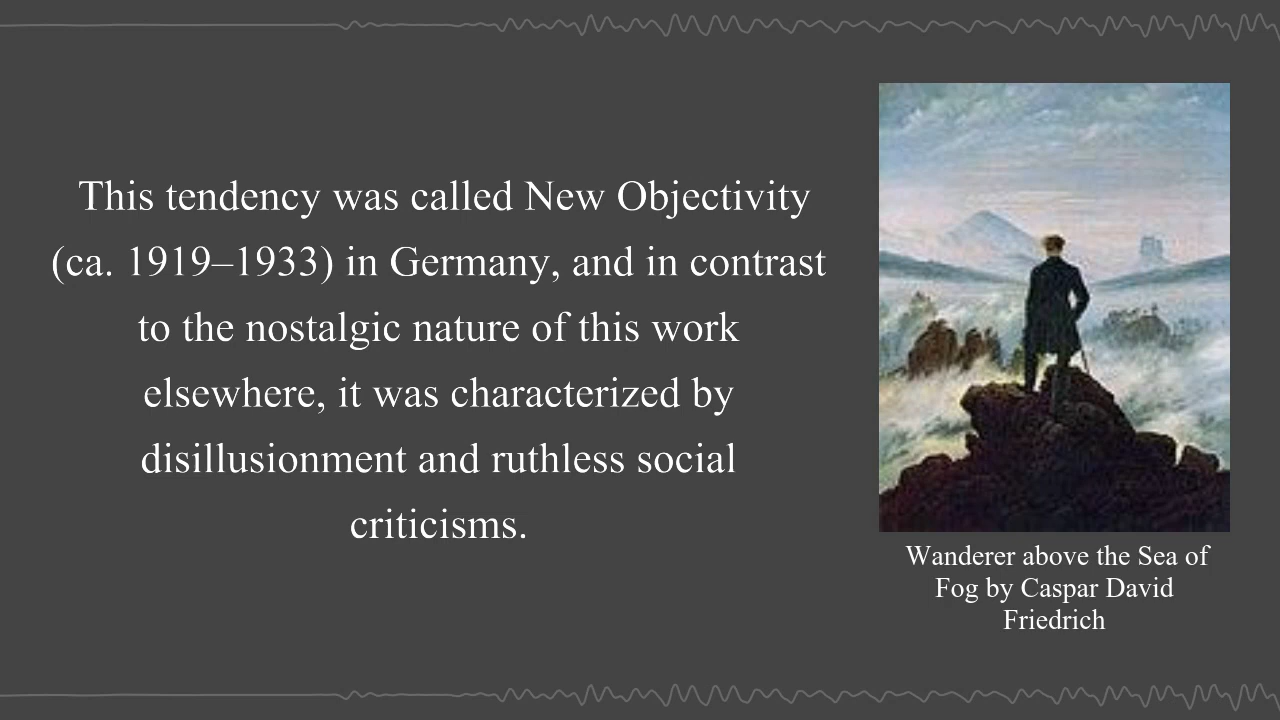 This tendency was called New Objectivity
(ca. 1919–1933) in Germany, and in contrast
to the nostalgic nature of this work
elsewhere, it was characterized by
disillusionment and ruthless social
criticisms.
Wanderer above the Sea of
Fog by Caspar David
Friedrich